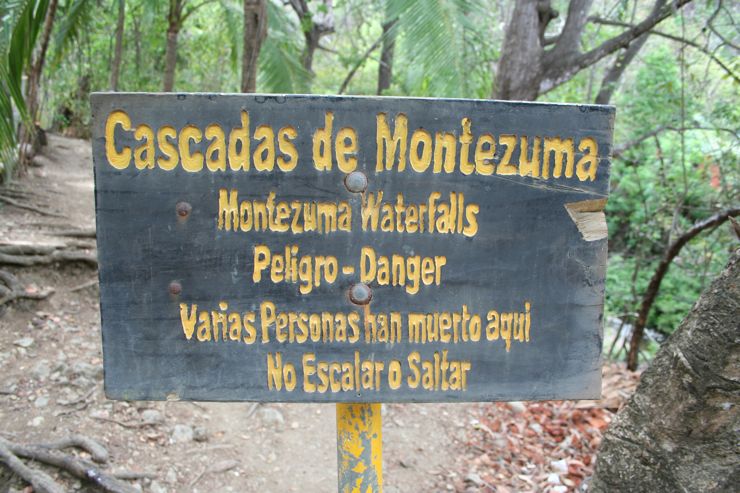 Cascadas de Montezuma
Montezuma Waterfalls
Peligro - Danger
Varias Personas han muerto aqui
No Escalar o Saltar